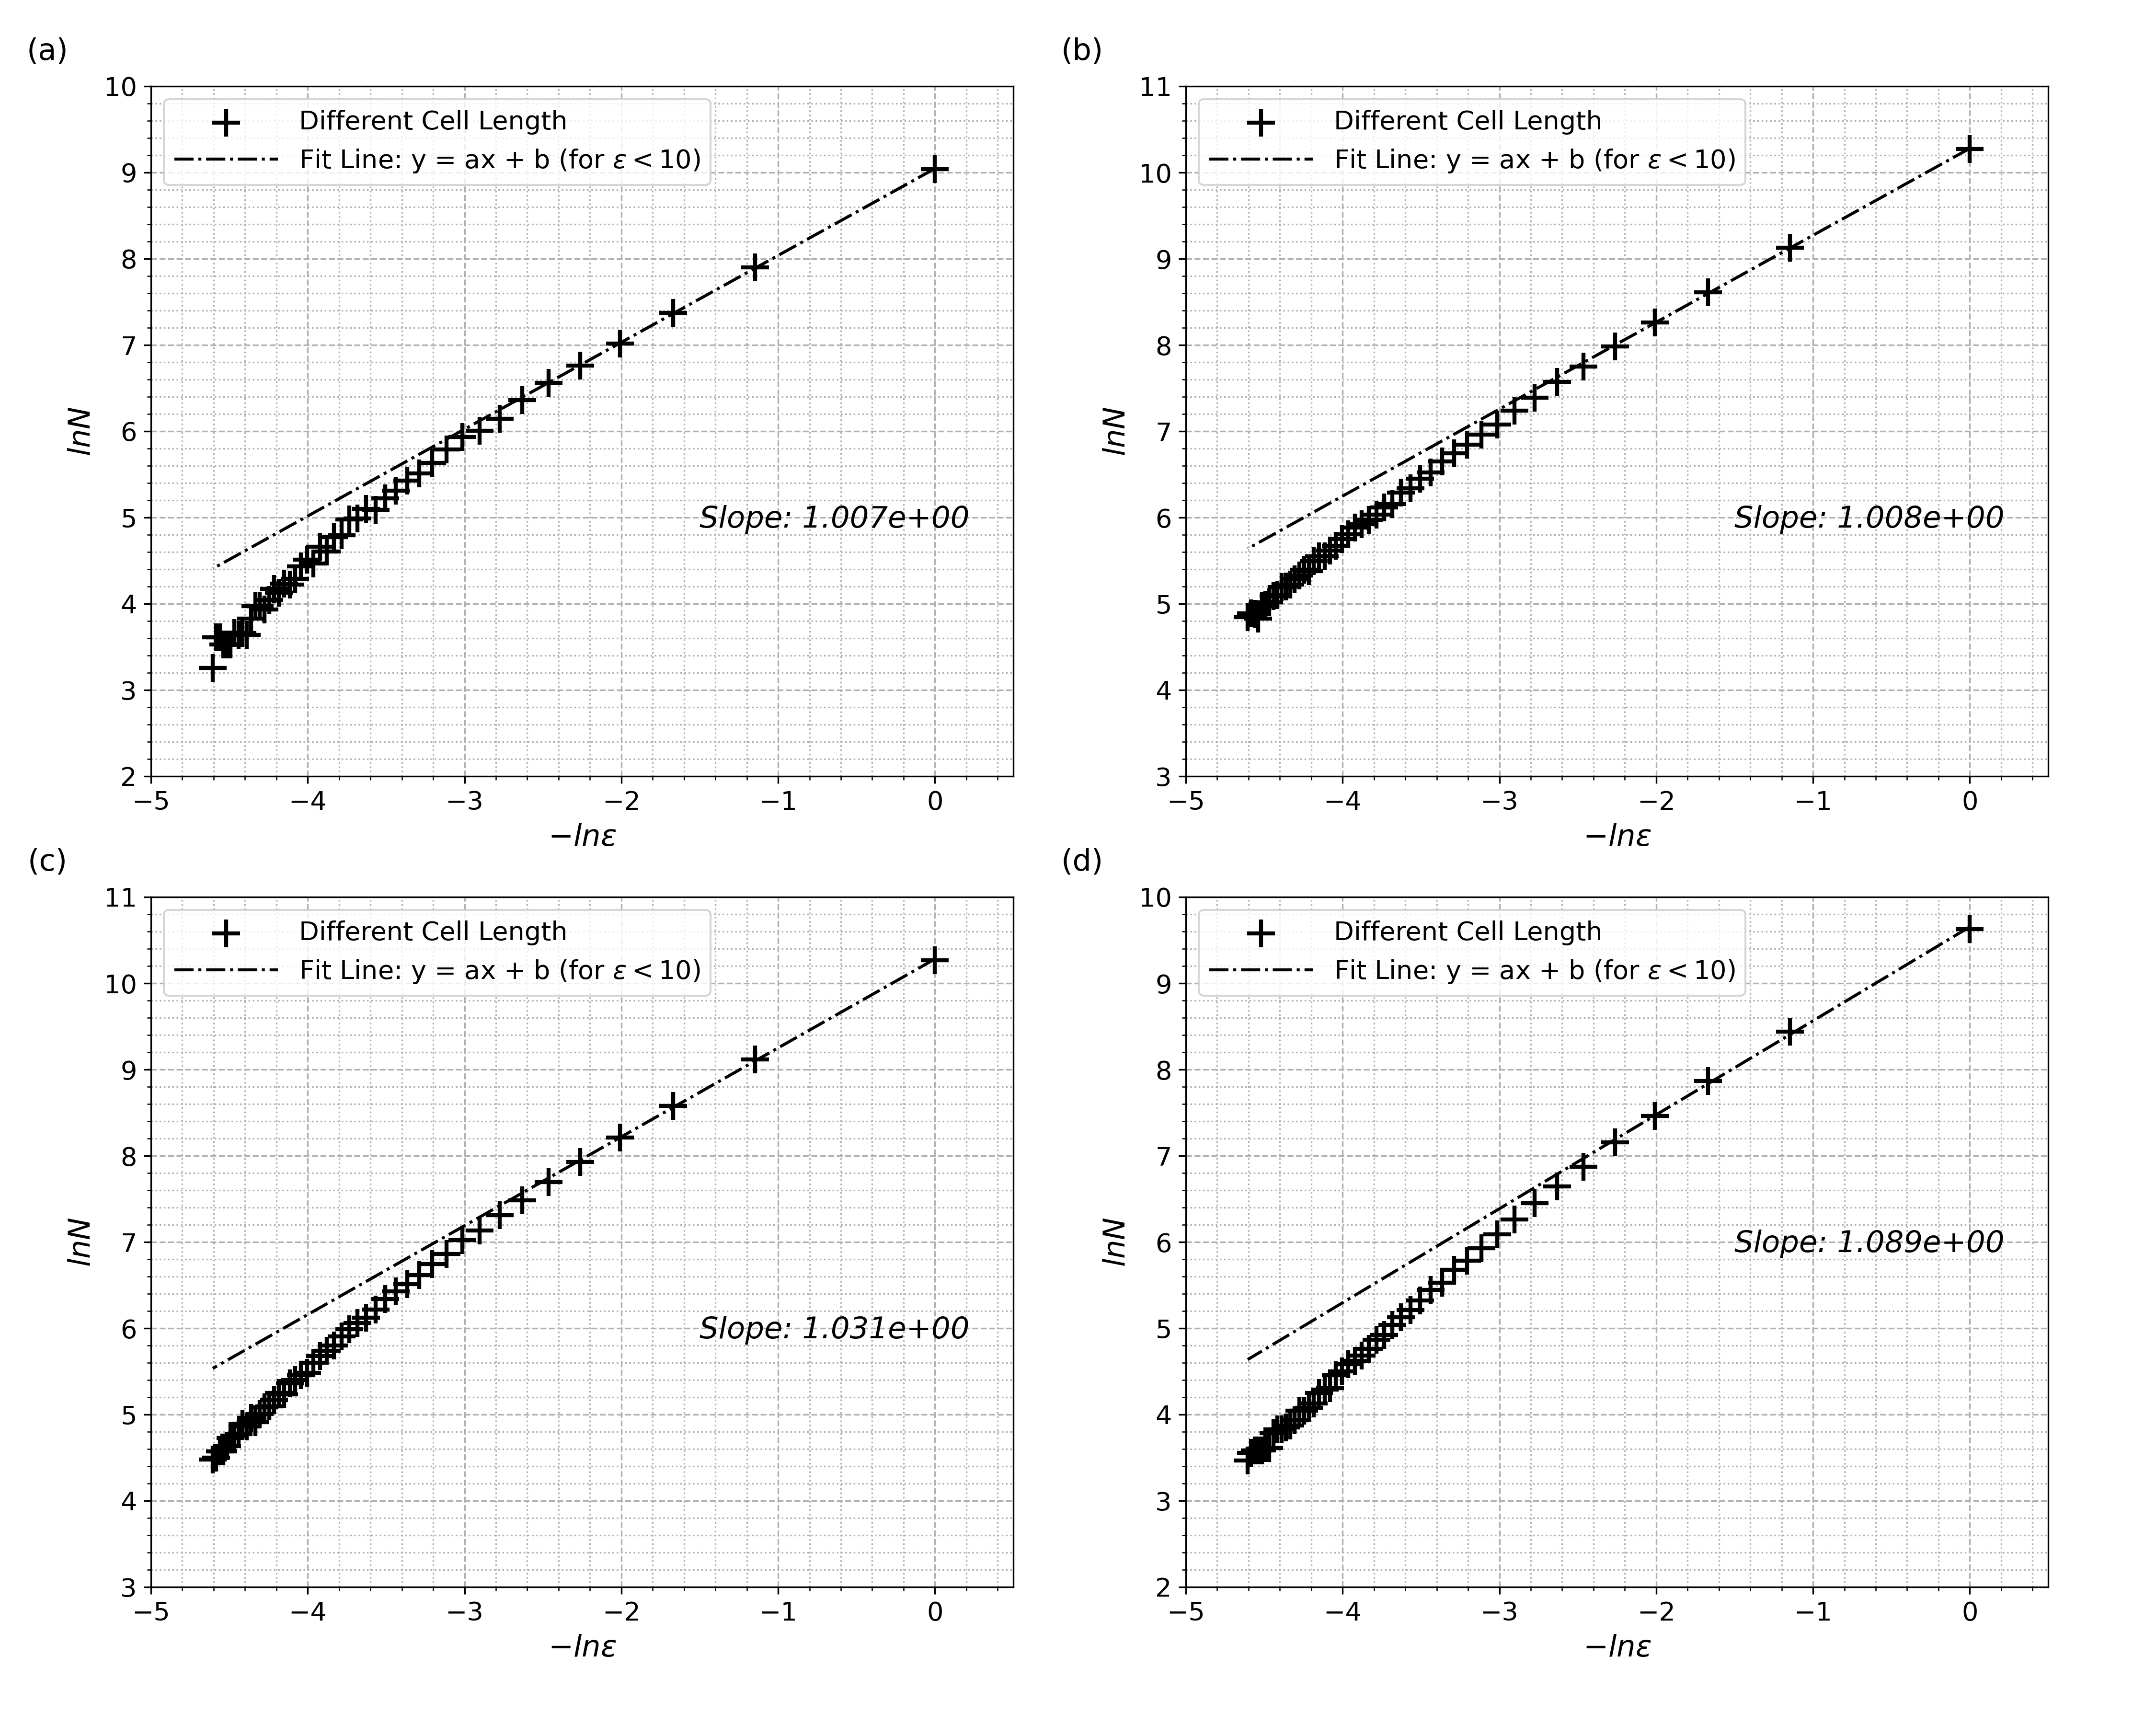 (a)
10
9
8
7
6
5
4
3
2
−5 −4 −3 −2 −1 0
lnN
−lnε
Different Cell Length
Fit Line: y = ax + b (for ε < 10)
Slope: 1.007e+00
(b)
11
10
9
8
7
6
5
4
3
−5 −4 −3 −2 −1 0
lnN
−lnε
Different Cell Length
Fit Line: y = ax + b (for ε < 10)
Slope: 1.008e+00
(c)
11
10
9
8
7
6
5
4
3
−5 −4 −3 −2 −1 0
lnN
−lnε
Different Cell Length
Fit Line: y = ax + b (for ε < 10)
Slope: 1.031e+00
(d)
10
9
8
7
6
5
4
3
2
−5 −4 −3 −2 −1 0
lnN
−lnε
Different Cell Length
Fit Line: y = ax + b (for ε < 10)
Slope: 1.089e+00